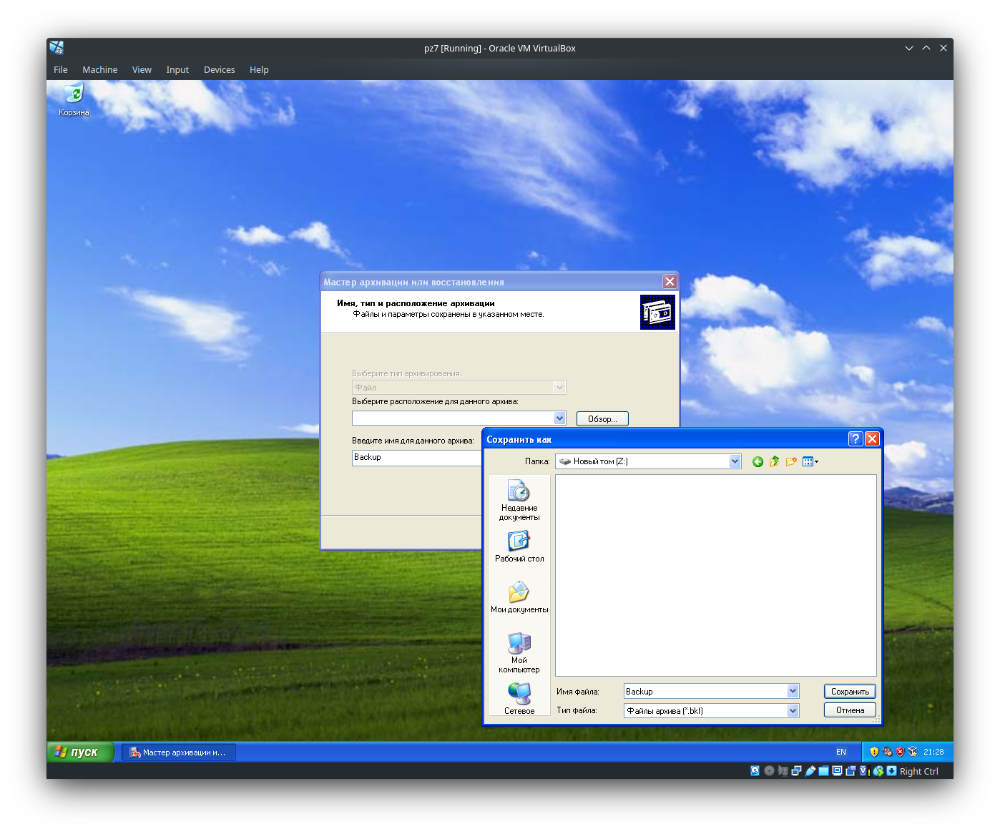 pz7 [Running] - Oracle VM VirtualBox
File Machine View Input Devices Help
Корзина
Мастер архивации или восстановления
Имя, тип и расположение архивации
Файлы и параметры сохранены в указанном месте.
Выберите тип архивирования:
Файл
Выберите расположение для данного архива:
Обзор...
Введите имя для данного архива:
Backup
Сохранить как
Папка: Новый том (Z:)
Недавние
документы
Рабочий стол
Мои документы
Мой
компьютер
Сетевое
Имя файла: Backup Сохранить
Тип файла: Файлы архива (*.bkf) Отмена
пуск Мастер архивации и... EN 21:28
Right Ctrl